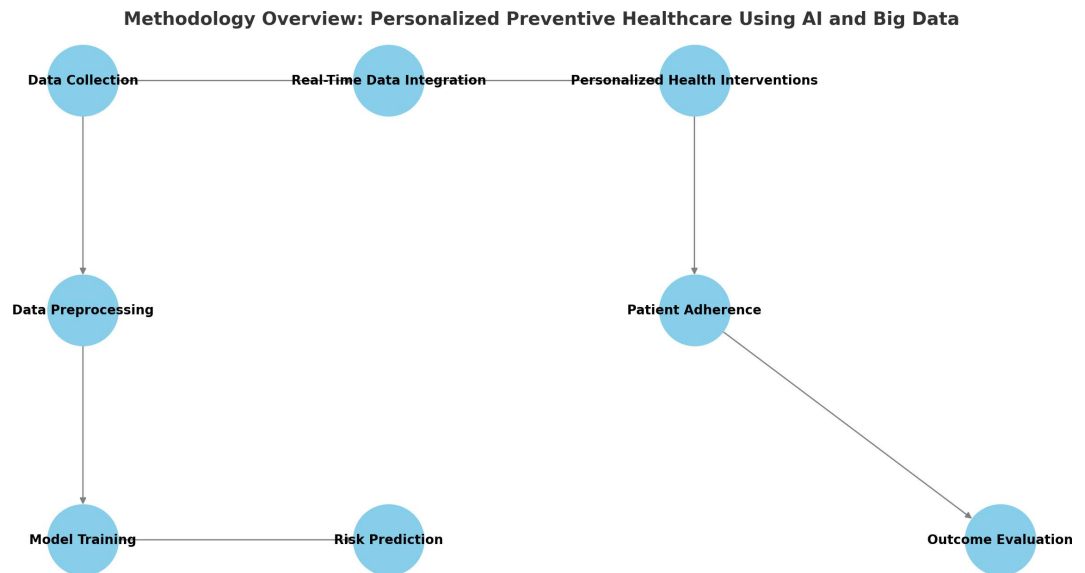 Methodology Overview: Personalized Preventive Healthcare Using AI and Big Data
Data Collection
Real-Time Data Integration
Personalized Health Interventions
Data Preprocessing
Patient Adherence
Model Training
Risk Prediction
Outcome Evaluation